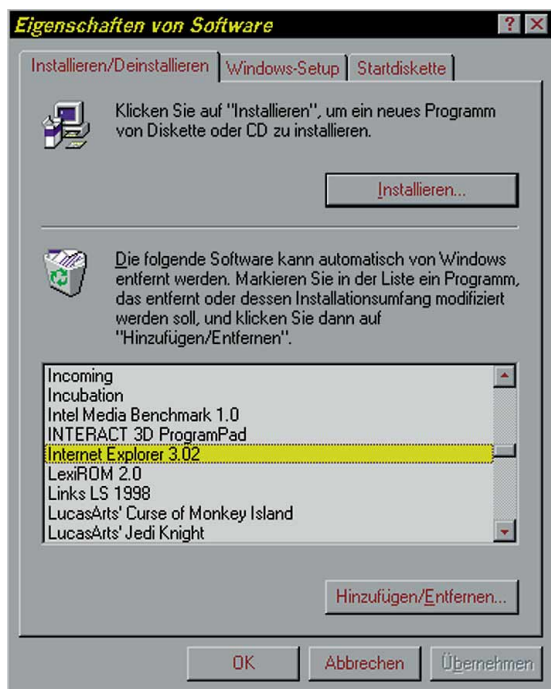 Eigenschaften von Software
Installieren/Deinstallieren
Windows-Setup
Startdiskette
Klicken Sie auf "Installieren", um ein neues Programm
von Diskette oder CD zu installieren.
Installieren...
Die folgende Software kann automatisch von Windows
entfernt werden. Markieren Sie in der Liste ein Programm,
das entfernt oder dessen Installationsumfang modifiziert
werden soll, und klicken Sie dann auf
"Hinzufügen/Entfernen".
Incoming
Incubation
Intel Media Benchmark 1.0
INTERACT 3D ProgramPad
Internet Explorer 3.02
LexiROM 2.0
Links LS 1998
LucasArts' Curse of Monkey Island
LucasArts' Jedi Knight
Hinzufügen/Entfernen...
OK
Abbrechen
Übernehmen